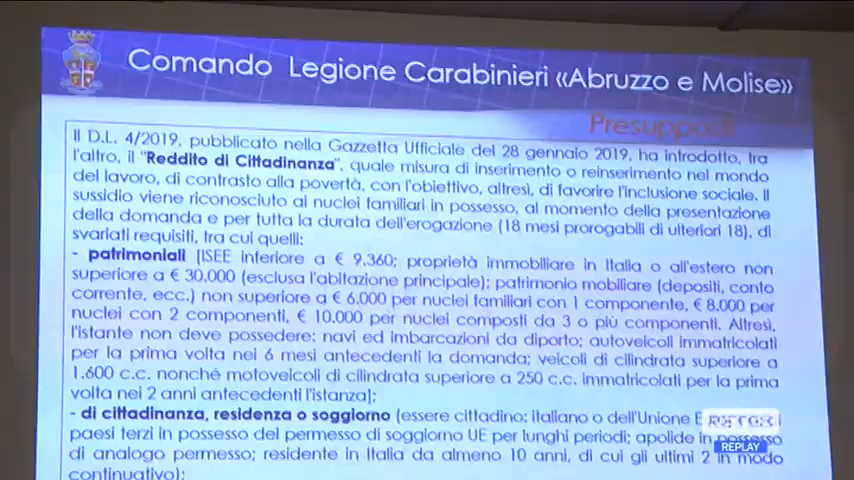 Comando Legione Carabinieri «Abruzzo e Molise»
Presupposti
Il D.L. 4/2019, pubblicato nella Gazzetta Ufficiale del 28 gennaio 2019, ha introdotto, tra
l'altro, il "Reddito di Cittadinanza", quale misura di inserimento o reinserimento nel mondo
del lavoro, di contrasto alla povertà, con l'obiettivo, altresì, di favorire l'inclusione sociale. Il
sussidio viene riconosciuto ai nuclei familiari in possesso, al momento della presentazione
della domanda e per tutta la durata dell'erogazione (18 mesi prorogabili di ulteriori 18), di
svariati requisiti, tra cui quelli:
- patrimoniali [ISEE inferiore a € 9.360; proprietà immobiliare in Italia o all'estero non
superiore a € 30.000 (esclusa l'abitazione principale); patrimonio mobiliare (depositi, conto
corrente, ecc.) non superiore a € 6.000 per nuclei familiari con 1 componente, € 8.000 per
nuclei con 2 componenti, € 10.000 per nuclei composti da 3 o più componenti. Altresì,
l'istante non deve possedere: navi ed imbarcazioni da diporto; autoveicoli immatricolati
per la prima volta nei 6 mesi antecedenti la domanda; veicoli di cilindrata superiore a
1.600 c.c. nonché motoveicoli di cilindrata superiore a 250 c.c. immatricolati per la prima
volta nei 2 anni antecedenti l'istanza];
- di cittadinanza, residenza o soggiorno (essere cittadino: italiano o dell'Unione
paesi terzi in possesso del permesso di soggiorno UE per lunghi periodi; apolide in possesso
di analogo permesso; residente in Italia da almeno 10 anni, di cui gli ultimi 2 in modo
continuativo);
REPLAY